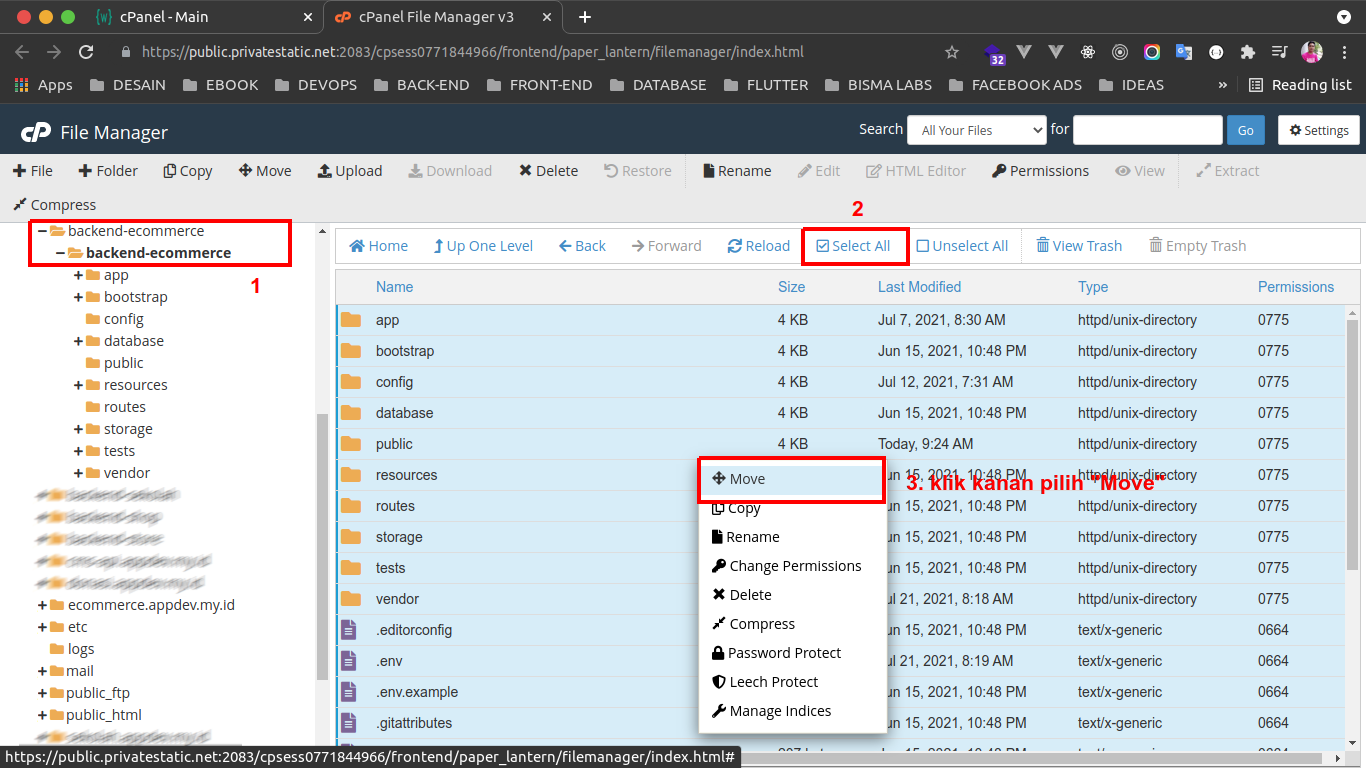 cPanel - Main
cPanel File Manager v3
https://public.privatestatic.net:2083/cpsess0771844966/frontend/paper_lantern/filemanager/index.html
32
Apps DESAIN EBOOK DEVOPS BACK-END FRONT-END DATABASE FLUTTER BISMA LABS FACEBOOK ADS IDEAS » Reading list
cP File Manager Search All Your Files for Go Settings
File Folder Copy Move Upload Download Delete Restore Rename Edit HTML Editor Permissions View Extract
Compress
2
backend-ecommerce
backend-ecommerce
1
app
bootstrap
config
database
public
resources
routes
storage
tests
vendor
ecommerce.appdev.my.id
etc
logs
mail
public_ftp
public_html
Home Up One Level Back Forward Reload Select All Unselect All View Trash Empty Trash
Name Size Last Modified Type Permissions
app 4 KB Jul 7, 2021, 8:30 AM httpd/unix-directory 0775
bootstrap 4 KB Jun 15, 2021, 10:48 PM httpd/unix-directory 0775
config 4 KB Jul 12, 2021, 7:31 AM httpd/unix-directory 0775
database 4 KB Jun 15, 2021, 10:48 PM httpd/unix-directory 0775
public 4 KB Today, 9:24 AM httpd/unix-directory 0775
resources un 15, 2021, 10:48 PM httpd/unix-directory 0775
routes un 15, 2021, 10:48 PM httpd/unix-directory 0775
storage un 15, 2021, 10:48 PM httpd/unix-directory 0775
tests un 15, 2021, 10:48 PM httpd/unix-directory 0775
vendor ul 21, 2021, 8:18 AM httpd/unix-directory 0775
.editorconfig un 15, 2021, 10:48 PM text/x-generic 0664
.env ul 21, 2021, 8:19 AM text/x-generic 0664
.env.example un 15, 2021, 10:48 PM text/x-generic 0664
.gitattributes un 15, 2021, 10:48 PM text/x-generic 0664
Move
Copy
Rename
Change Permissions
Delete
Compress
Password Protect
Leech Protect
Manage Indices
3. klik kanan pilih "Move"
https://public.privatestatic.net:2083/cpsess0771844966/frontend/paper_lantern/filemanager/index.html#